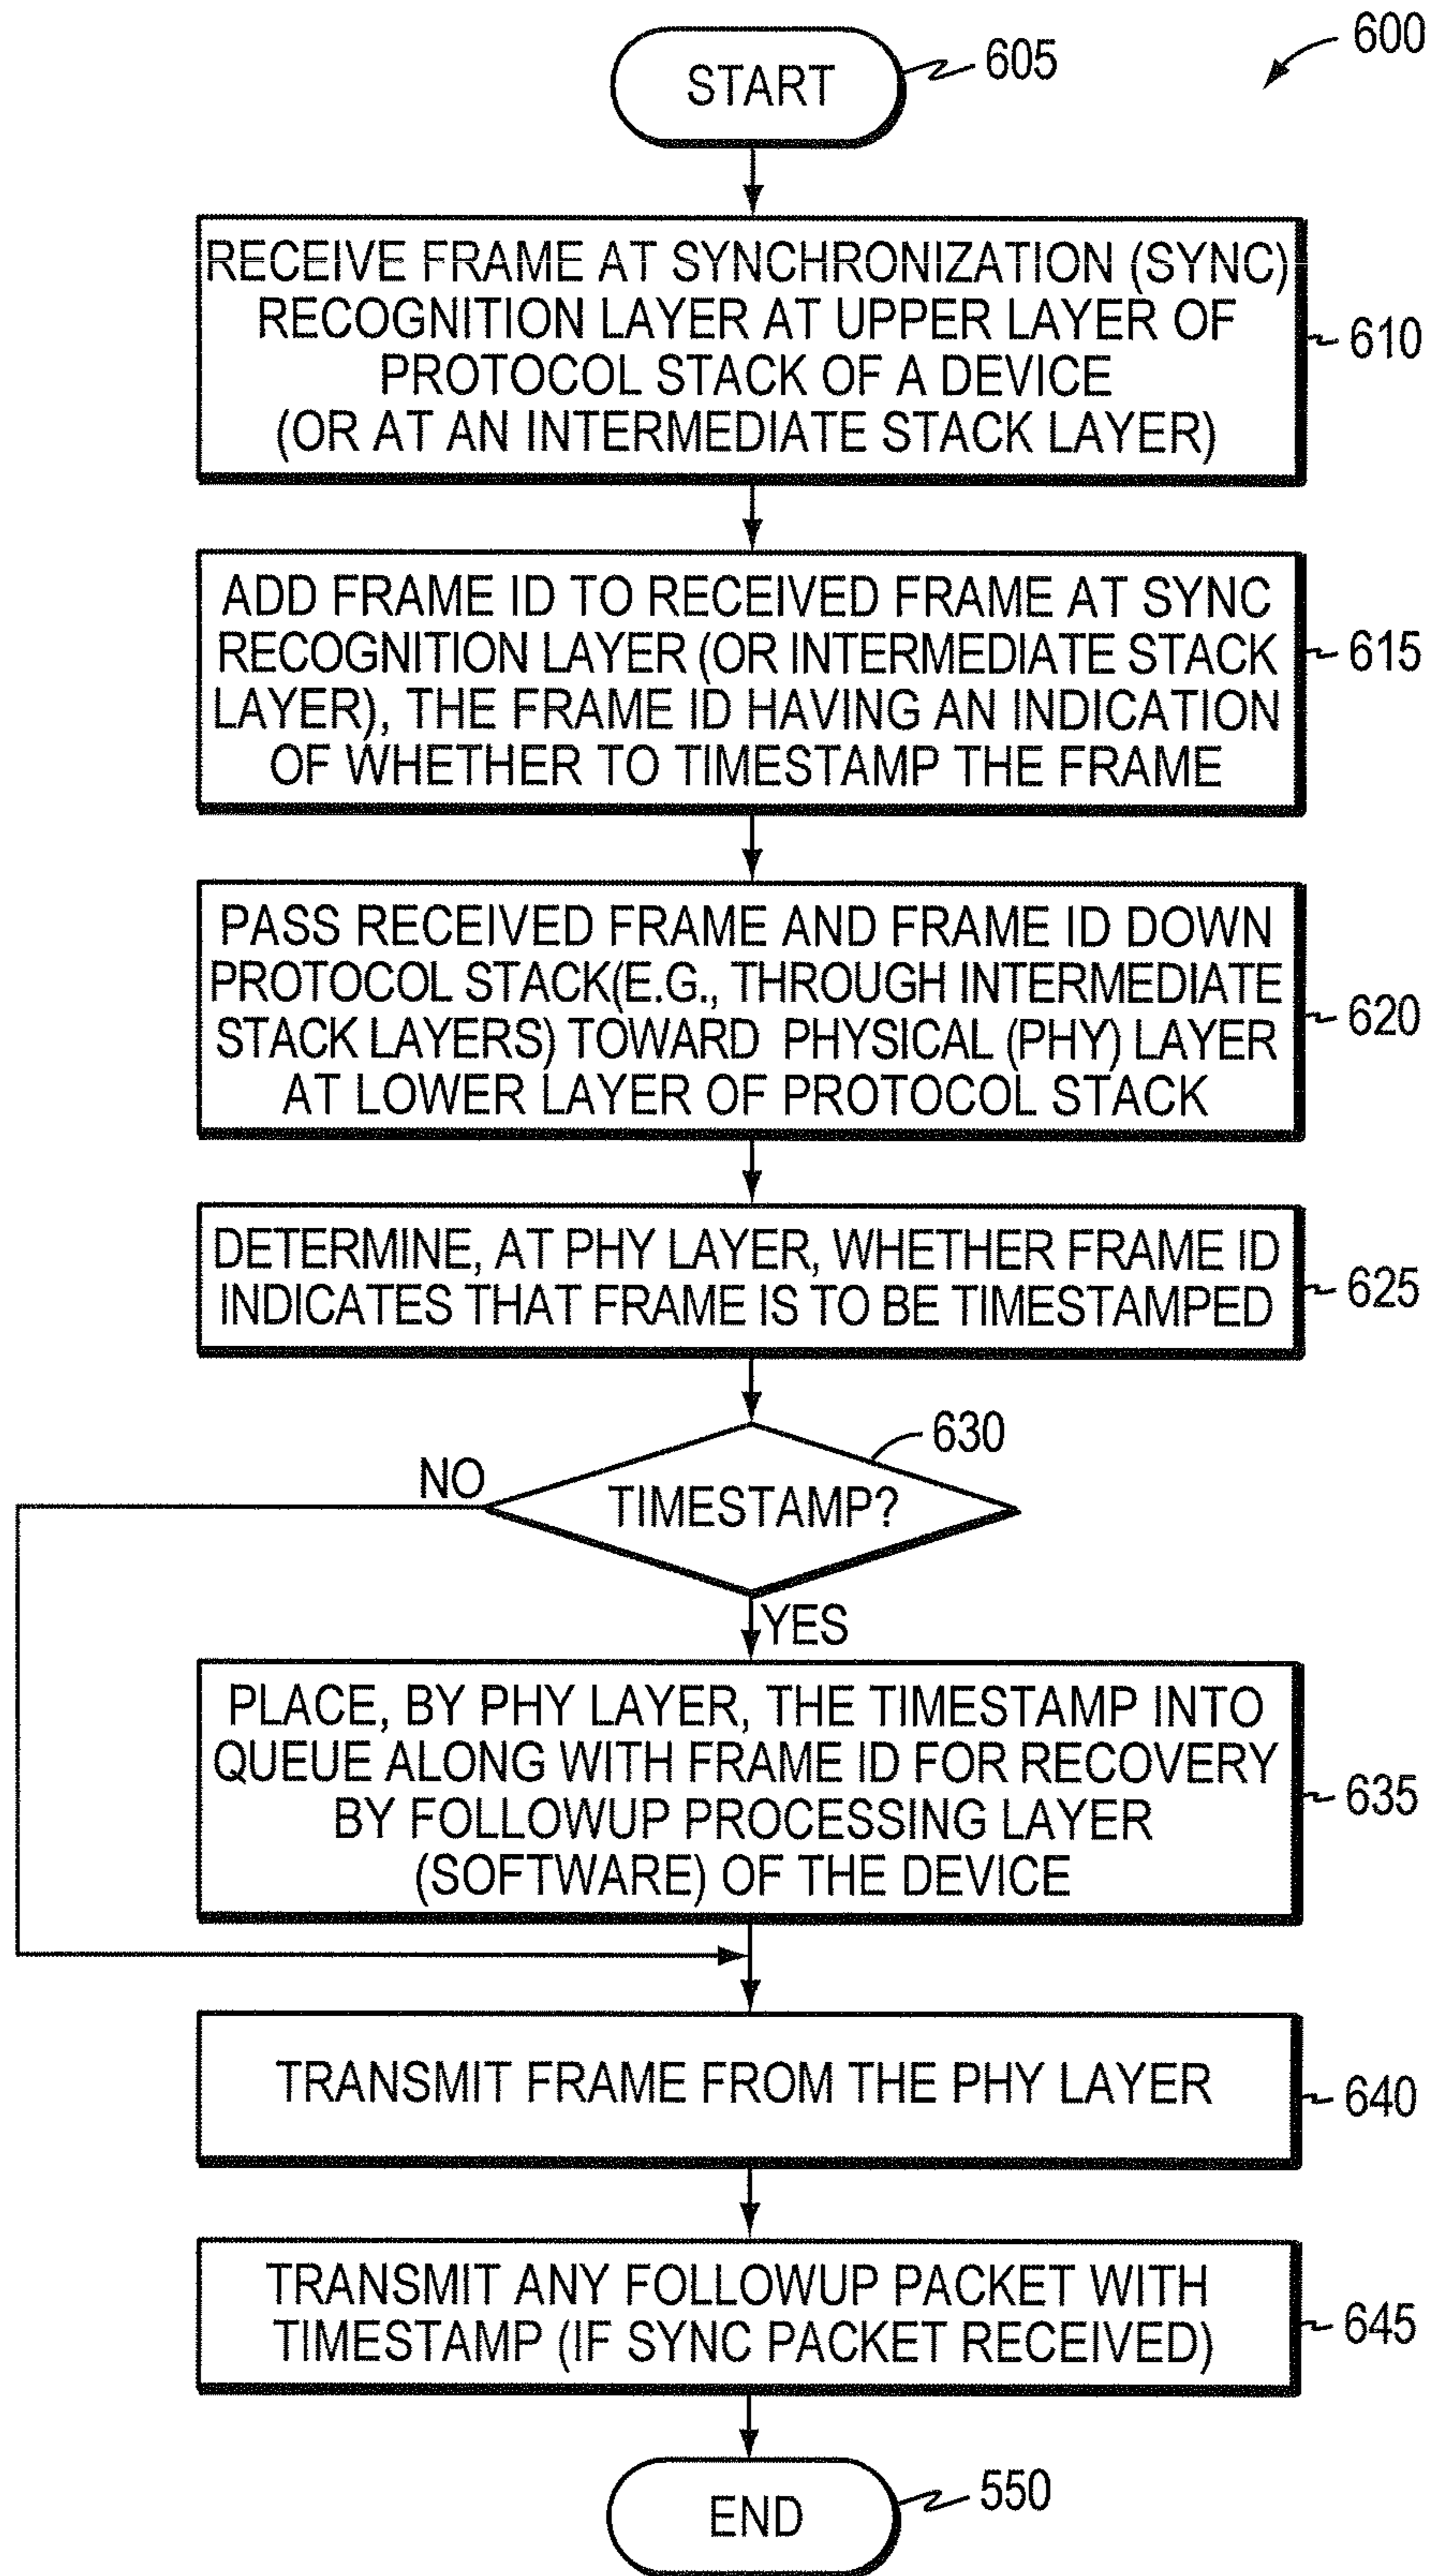 600
START
605
RECEIVE FRAME AT SYNCHRONIZATION (SYNC)
RECOGNITION LAYER AT UPPER LAYER OF
PROTOCOL STACK OF A DEVICE
(OR AT AN INTERMEDIATE STACK LAYER)
610
ADD FRAME ID TO RECEIVED FRAME AT SYNC
RECOGNITION LAYER (OR INTERMEDIATE STACK
LAYER), THE FRAME ID HAVING AN INDICATION
OF WHETHER TO TIMESTAMP THE FRAME
615
PASS RECEIVED FRAME AND FRAME ID DOWN
PROTOCOL STACK(E.G., THROUGH INTERMEDIATE
STACK LAYERS) TOWARD PHYSICAL (PHY) LAYER
AT LOWER LAYER OF PROTOCOL STACK
620
DETERMINE, AT PHY LAYER, WHETHER FRAME ID
INDICATES THAT FRAME IS TO BE TIMESTAMPED
625
630
NO
TIMESTAMP?
YES
PLACE, BY PHY LAYER, THE TIMESTAMP INTO
QUEUE ALONG WITH FRAME ID FOR RECOVERY
BY FOLLOWUP PROCESSING LAYER
(SOFTWARE) OF THE DEVICE
635
TRANSMIT FRAME FROM THE PHY LAYER
640
TRANSMIT ANY FOLLOWUP PACKET WITH
TIMESTAMP (IF SYNC PACKET RECEIVED)
645
END
550